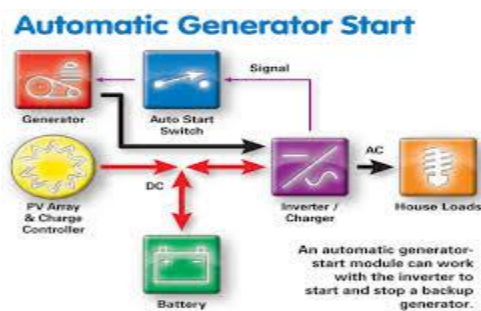 Automatic Generator Start
Signal
Generator
Auto Start
Switch
AC
DC
PV Array
& Charge
Controller
Inverter /
Charger
House Loads
Battery
An automatic generator-
start module can work
with the inverter to
start and stop a backup
generator.